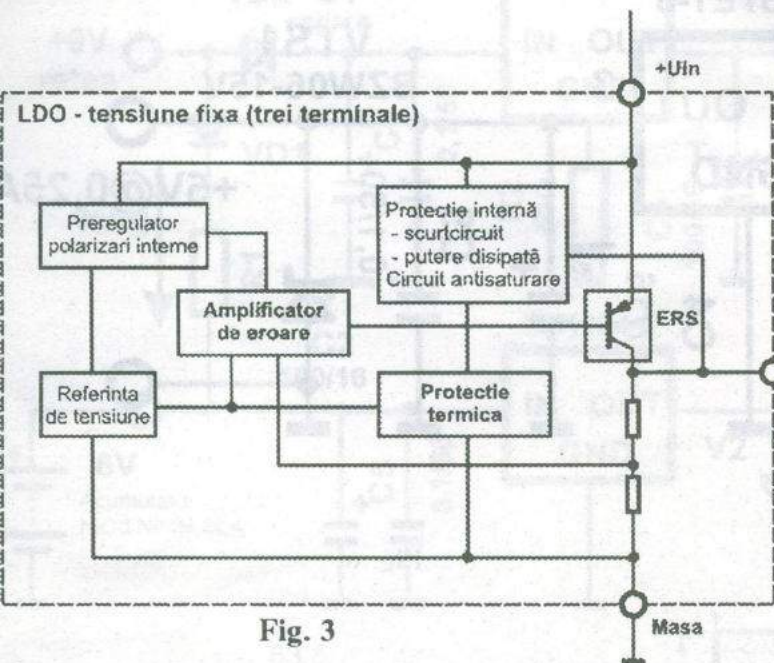 +Uin
LDO - tensiune fixa (trei terminale)
Preregulator
polarizari interne
Protectie internă
- scurtcircuit
- putere disipată
Circuit antisaturare
Amplificator
de eroare
ERS
Referinta
de tensiune
Protectie
termica
Masa
Fig. 3